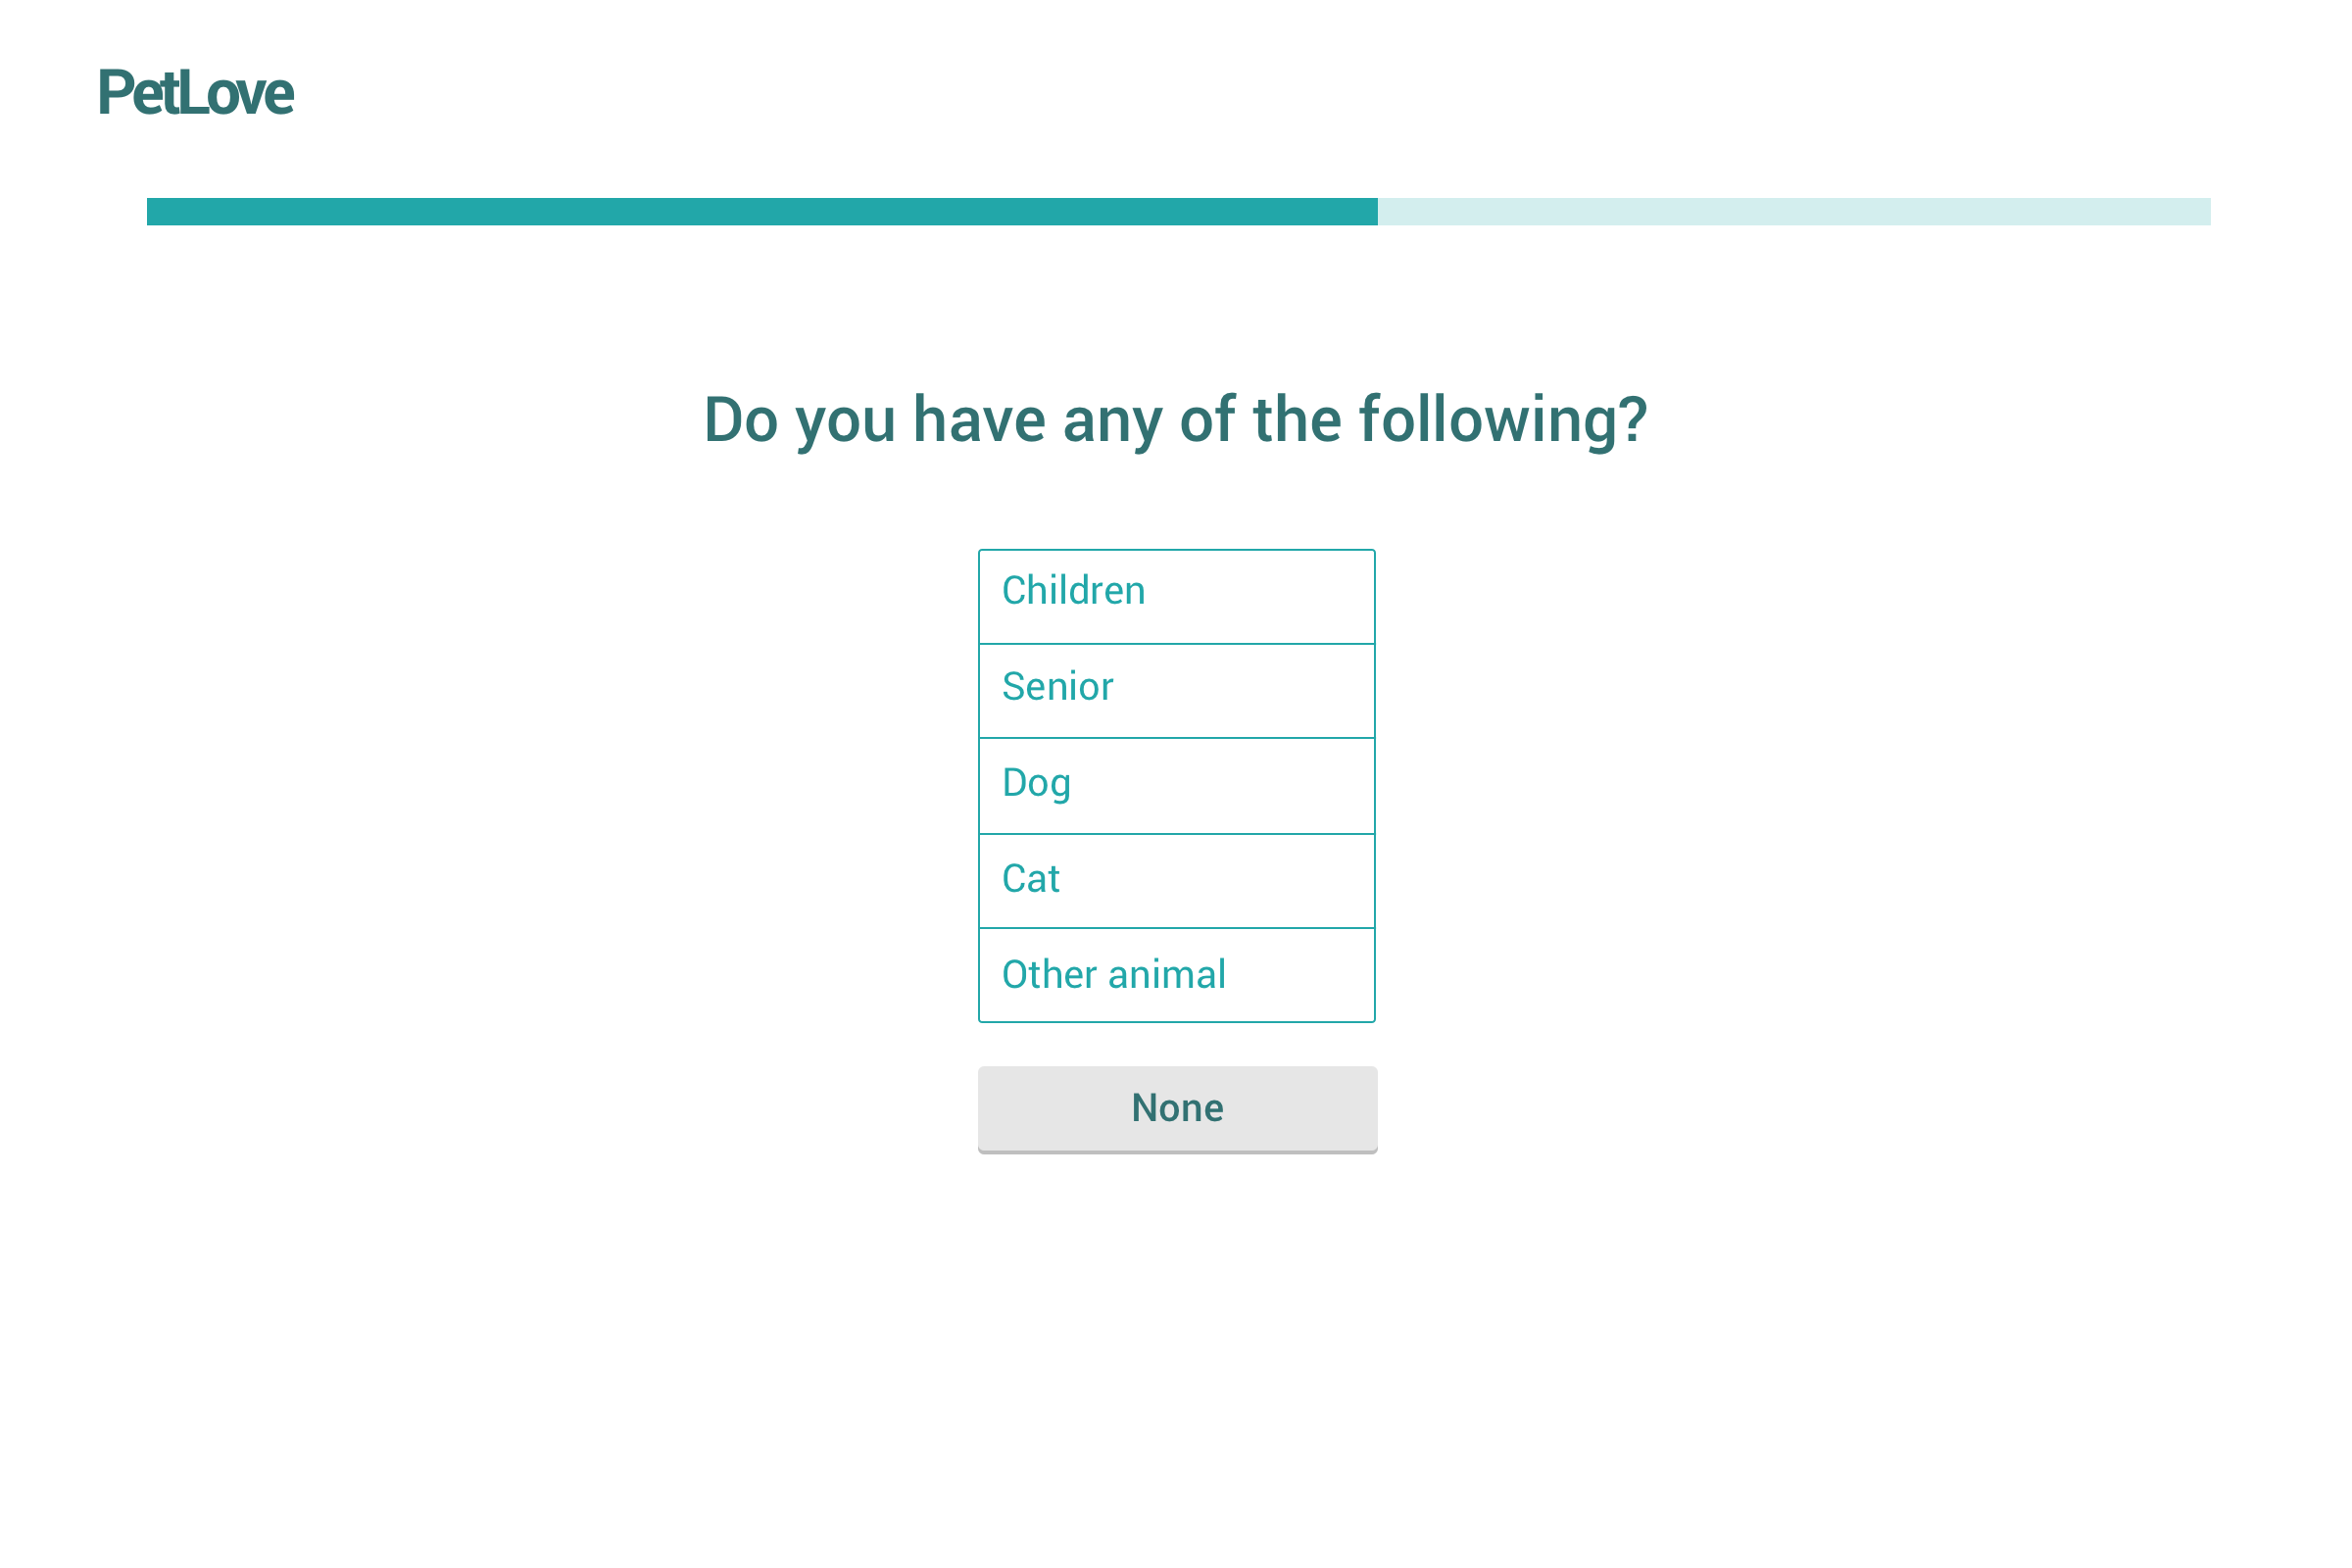 PetLove
Do you have any of the following?
Children
Senior
Dog
Cat
Other animal
None